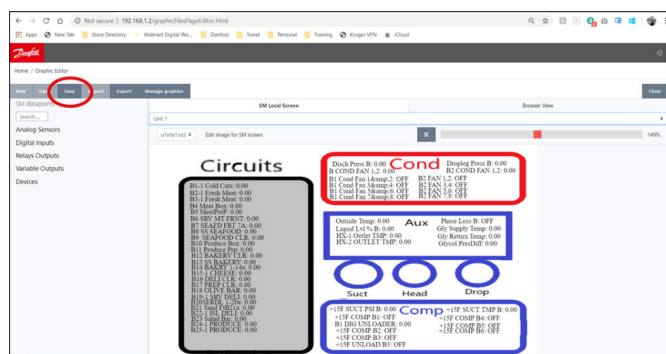 Not secure | 192.168.1.2/graphicFilesPageEditor.html
Apps New Tab Store Directory Walmart Digital Wo... Danfoss Travel Personal Training Kroger VPN iCloud
Danfoss
Home / Graphic Editor
New Save Export Manage graphics Close
SM datapoints
SM Local Screen Browser View
Search ...
Unit 1
Analog Sensors
Digital Inputs
Relays Outputs
Variable Outputs
Devices
Edit image for SM screen
149%
Circuits
B1-1 Cold Cuts: 0.00
B2-1 Fresh Meat: 0.00
B3-1 Fresh Meat: 0.00
B4 Meat Box: 0.00
B5 MeatPreP: 0.00
B6 SRV MT FRNT: 0.00
B7 SEAFD FRT 7A: 0.00
B8 SS SEAFOOD: 0.00
B9 SEAFOOD CLR: 0.00
B10 Produce Box: 0.00
B11 Produce Prp: 0.00
B12 BAKERY CLR: 0.00
B13 SS BAKERY: 0.00
B14 BAKRY 1-14a: 0.00
B15-1 CHEESE: 0.00
B16 DELI CLR: 0.00
B17 PREP CLR: 0.00
B18 OLIVE BAR: 0.00
B19-1 SRV DELI: 0.00
B20SERDL 1-20a: 0.00
B21 Sand FrB21a: 0.00
B22-1 ISL DELI: 0.00
B23 Salad Bar: 0.00
B24-1 PRODUCE: 0.00
B25-1 PRODUCE: 0.00
Cond
Disch Press B: 0.00 Dropleg Press B: 0.00
B COND FAN 1,2: 0.00 B2 COND FAN 1,2: 0.00
B1 Cond Fan 1&amp;2: OFF B2 FAN 1,2: OFF
B1 Cond Fan 3&amp;4: OFF B2 FAN 3,4: OFF
B1 Cond Fan 5&amp;6: OFF B2 FAN 5,6: OFF
B1 Cond Fan 7&amp;8: OFF B2 FAN 7,8: OFF
Aux
Outside Temp: 0.00 Phase Loss B: OFF
Liquid Lvl % B: 0.00 Gly Supply Temp: 0.00
HX-1 Outlet TMP: 0.00 Gly Return Temp: 0.00
HX-2 OUTLET TMP: 0.00 Glycol PresDiff: 0.00
Suct Head Drop
Comp
+15F SUCT PSI B: 0.00 +15F SUCT TMP B: 0.00
+15F COMP B1: OFF +15F COMP B4: OFF
B1 DIG UNLOADER: 0.00 +15F COMP B5: OFF
+15F COMP B2: OFF +15F COMP B6: OFF
+15F COMP B3: OFF
+15F UNLOAD B3: OFF